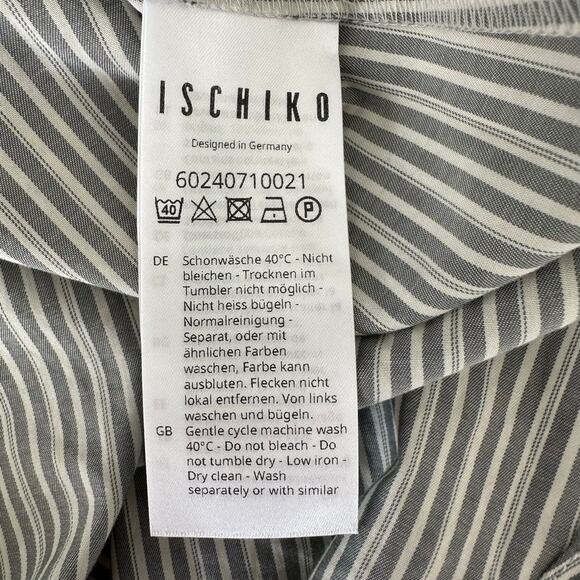 ISCHIKO
Designed in Germany
60240710021
40 P
DE Schonwäsche 40°C - Nicht
bleichen - Trocknen im
Tumbler nicht möglich -
Nicht heiss bügeln -
Normalreinigung -
Separat, oder mit
ähnlichen Farben
waschen, Farbe kann
ausbluten. Flecken nicht
lokal entfernen. Von links
waschen und bügeln.
GB Gentle cycle machine wash
40°C - Do not bleach - Do
not tumble dry - Low iron -
Dry clean - Wash
separately or with similar